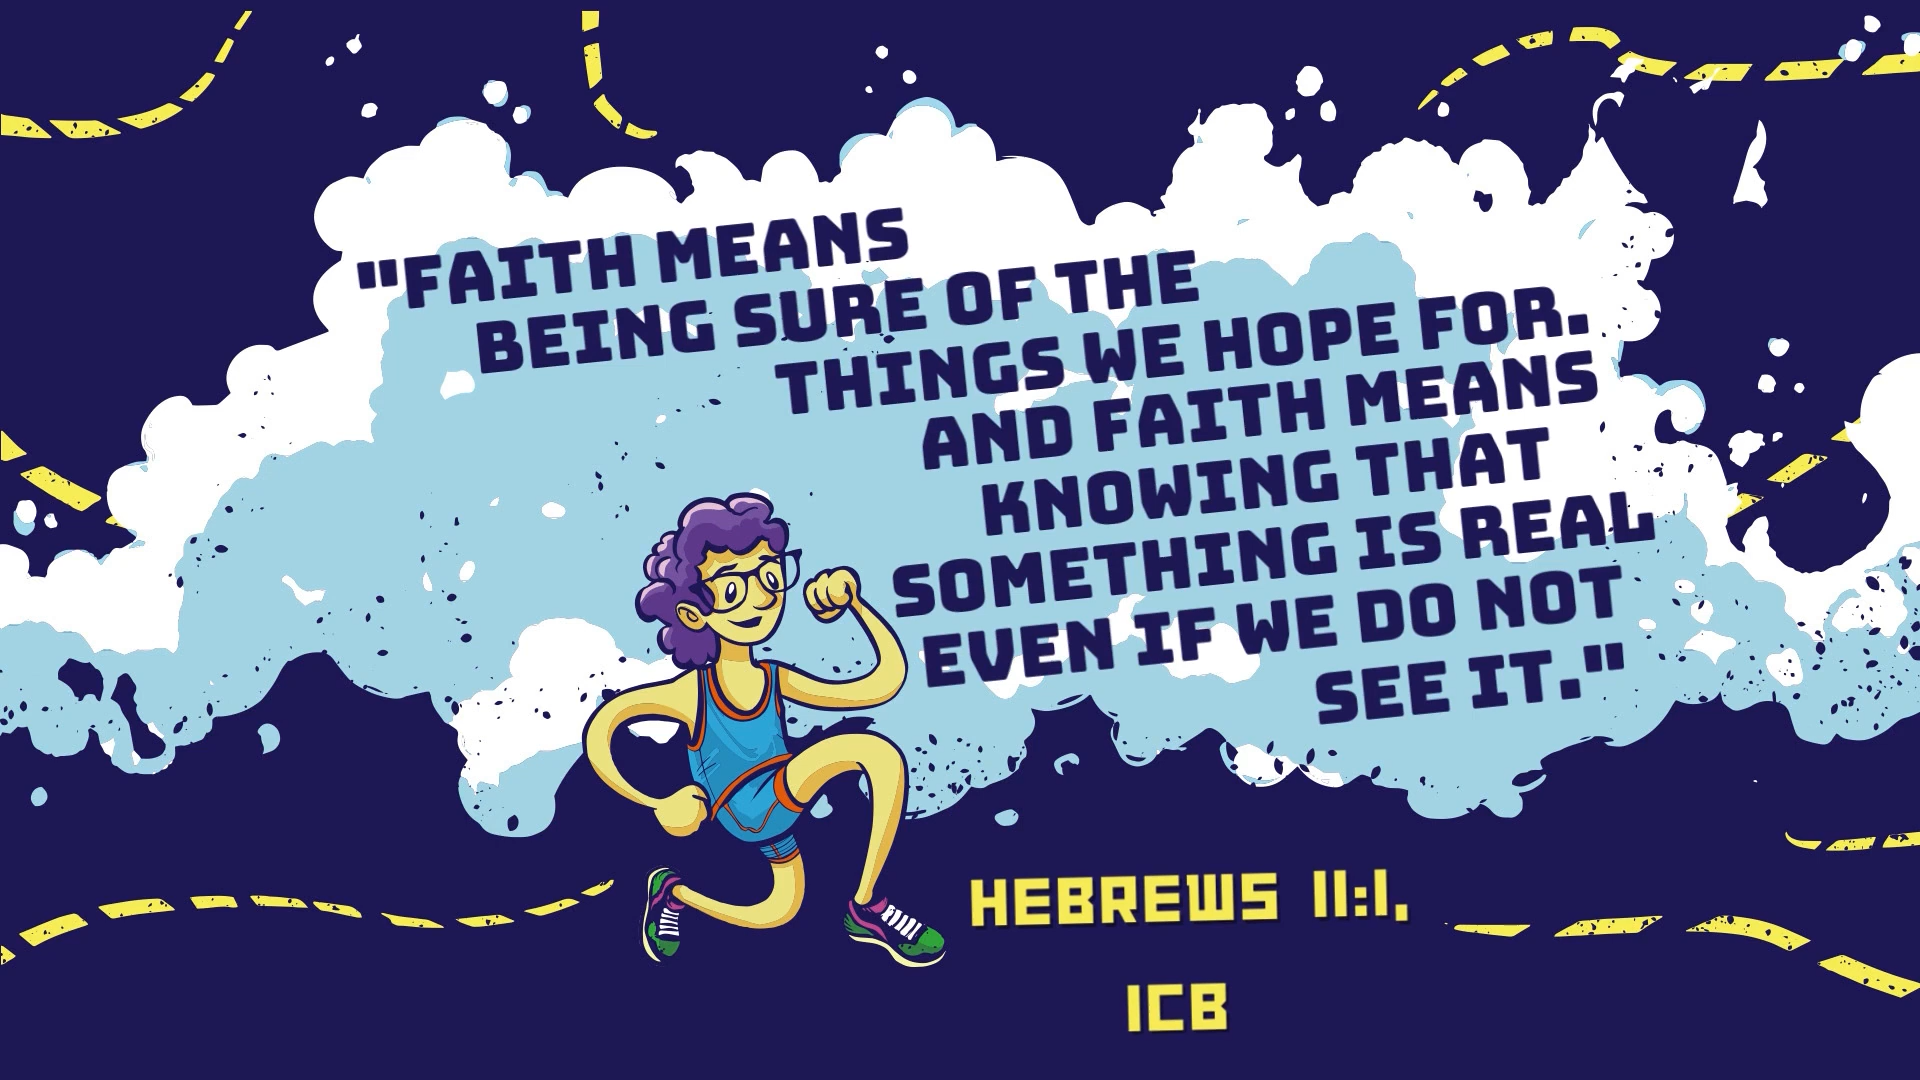 "FAITH MEANS
BEING SURE OF THE
THINGS WE HOPE FOR.
AND FAITH MEANS
KNOWING THAT
SOMETHING IS REAL
EVEN IF WE DO NOT
SEE IT."
HEBREWS 11:1,
ICB